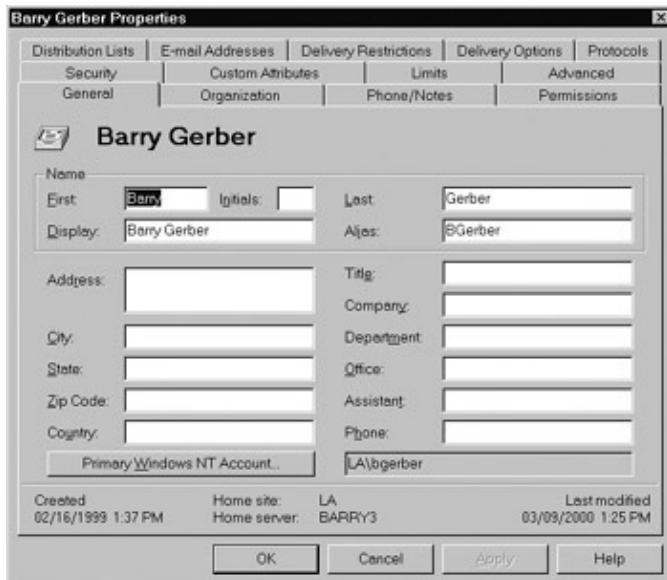 Barry Gerber Properties
Distribution Lists E-mail Addresses Delivery Restrictions Delivery Options Protocols
Security Custom Attributes Limits Advanced
General Organization Phone/Notes Permissions
Barry Gerber
Name
First: Barry Initials: Last: Gerber
Display: Barry Gerber Alias: BGerber
Address: Title:
Company:
City: Department:
State: Office:
Zip Code: Assistant:
Country: Phone:
Primary Windows NT Account... LA\bgerber
Created Home site: LA Last modified
02/16/1999 1:37 PM Home server: BARRY3 03/09/2000 1:25 PM
OK Cancel Apply Help